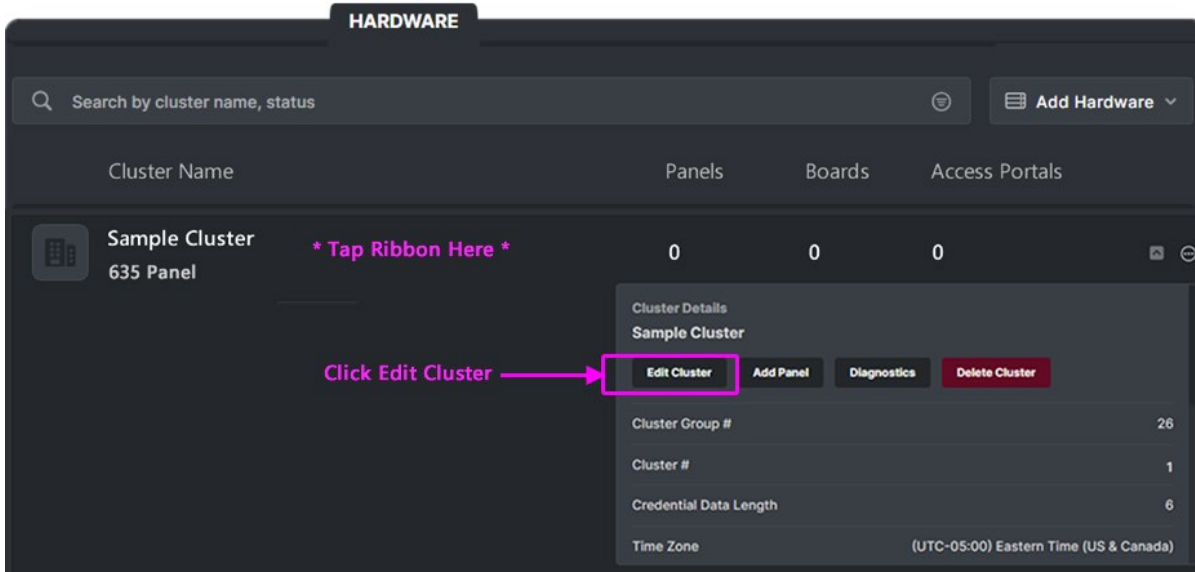 HARDWARE
Search by cluster name, status
Add Hardware
Cluster Name Panels Boards Access Portals
Sample Cluster
635 Panel
* Tap Ribbon Here *
0 0 0
Cluster Details
Sample Cluster
Click Edit Cluster
Edit Cluster Add Panel Diagnostics Delete Cluster
Cluster Group # 26
Cluster # 1
Credential Data Length 6
Time Zone (UTC-05:00) Eastern Time (US & Canada)